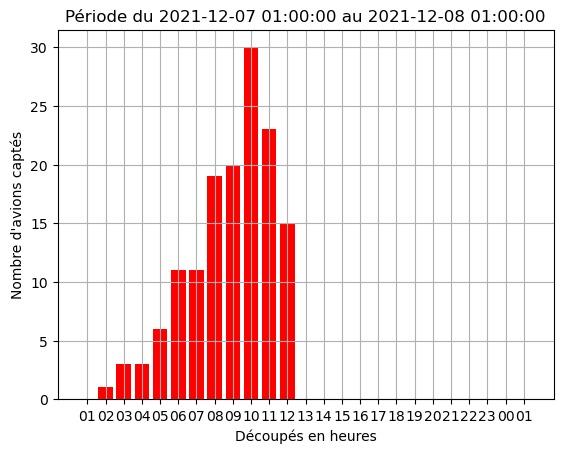 Période du 2021-12-07 01:00:00 au 2021-12-08 01:00:00
30
25
20
15
10
5
0
Nombre d'avions captés
01 02 03 04 05 06 07 08 09 10 11 12 13 14 15 16 17 18 19 20 21 22 23 00 01
Découpés en heures